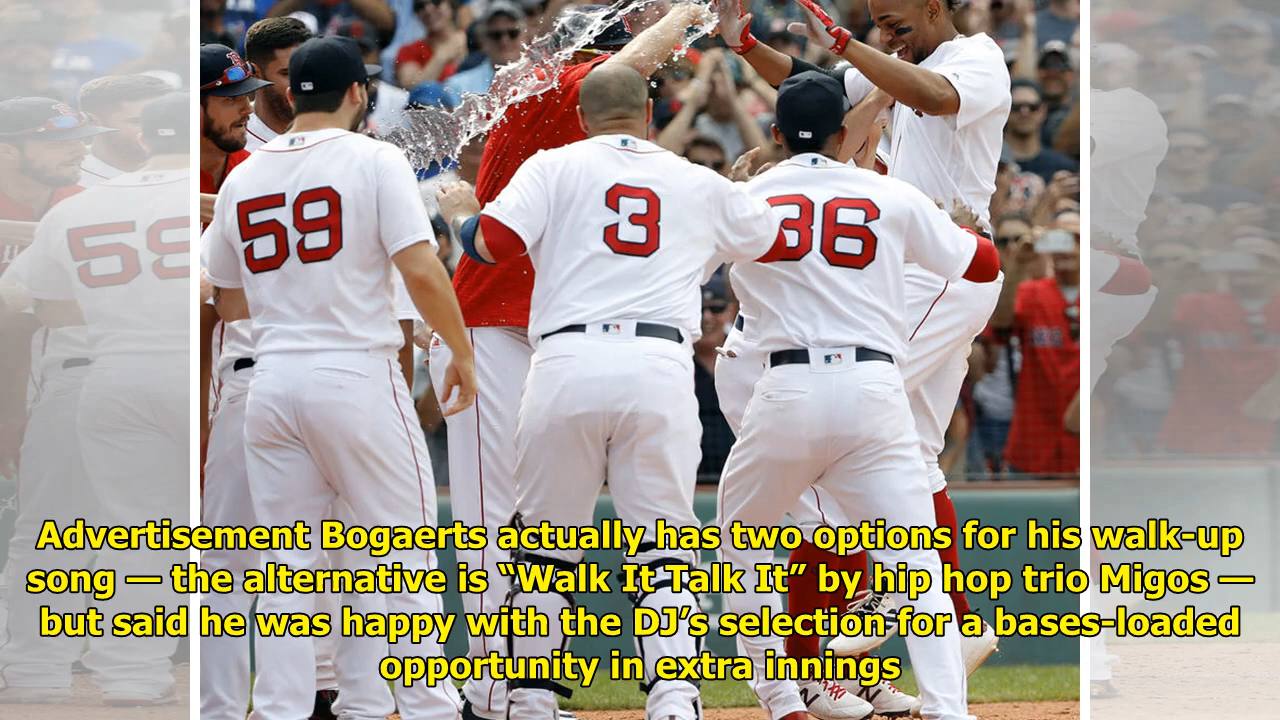 59
3
36
Advertisement Bogaerts actually has two options for his walk-up
song — the alternative is “Walk It Talk It” by hip hop trio Migos —
but said he was happy with the DJ’s selection for a bases-loaded
opportunity in extra innings